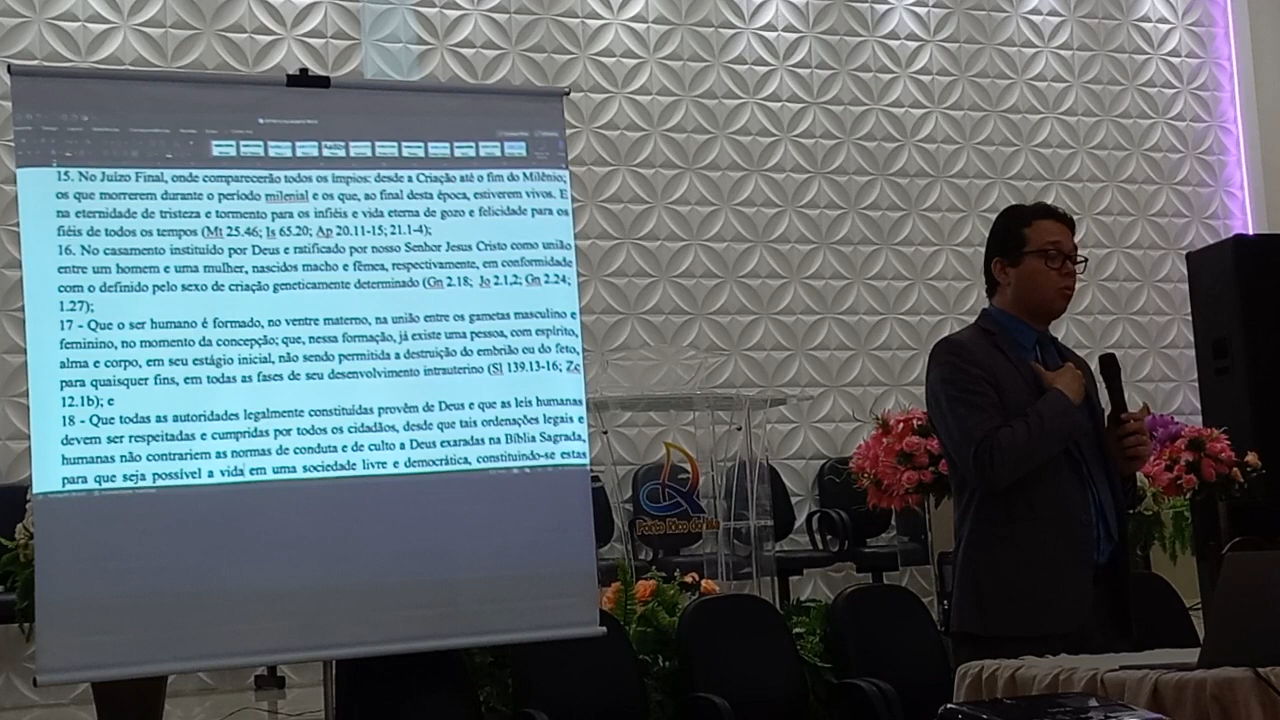 15. No Juízo Final, onde comparecerão todos os ímpios: desde a Criação até o fim do Milênio;
os que morrerem durante o período milenial e os que, ao final desta época, estiverem vivos. E
na eternidade de tristeza e tormento para os infiéis e vida eterna de gozo e felicidade para os
fiéis de todos os tempos (Mt 25.46; Is 65.20; Ap 20.11-15; 21.1-4);
16. No casamento instituído por Deus e ratificado por nosso Senhor Jesus Cristo como união
entre um homem e uma mulher, nascidos macho e fêmea, respectivamente, em conformidade
com o definido pelo sexo de criação geneticamente determinado (Gn 2.18; Jo 2.1,2; Gn 2.24;
1.27);
17 - Que o ser humano é formado, no ventre materno, na união entre os gametas masculino e
feminino, no momento da concepção; que, nessa formação, já existe uma pessoa, com espírito,
alma e corpo, em seu estágio inicial, não sendo permitida a destruição do embrião ou do feto,
para quaisquer fins, em todas as fases de seu desenvolvimento intrauterino (Sl 139.13-16; Zc
12.1b); e
18 - Que todas as autoridades legalmente constituídas provêm de Deus e que as leis humanas
devem ser respeitadas e cumpridas por todos os cidadãos, desde que tais ordenações legais e
humanas não contrariem as normas de conduta e de culto a Deus exaradas na Bíblia Sagrada,
para que seja possível a vida em uma sociedade livre e democrática, constituindo-se estas
Porto Rico do